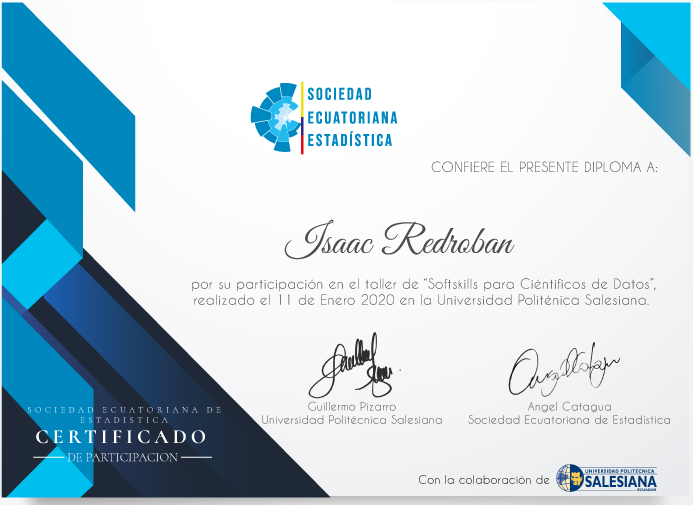 SOCIEDAD
ECUATORIANA
ESTADÍSTICA
CONFIERE EL PRESENTE DIPLOMA A:
Isaac Redroban
por su participación en el taller de "Softskills para Ciéntificos de Datos",
realizado el 11 de Enero 2020 en la Universidad Politénica Salesiana.
Guillermo Pizarro
Universidad Politécnica Salesiana
Angel Catagua
Sociedad Ecuatoriana de Estadística
SOCIEDAD ECUATORIANA DE
ESTADISTICA
CERTIFICADO
DE PARTICIPACION
Con la colaboración de
UNIVERSIDAD POLITÉCNICA
SALESIANA
ECUADOR